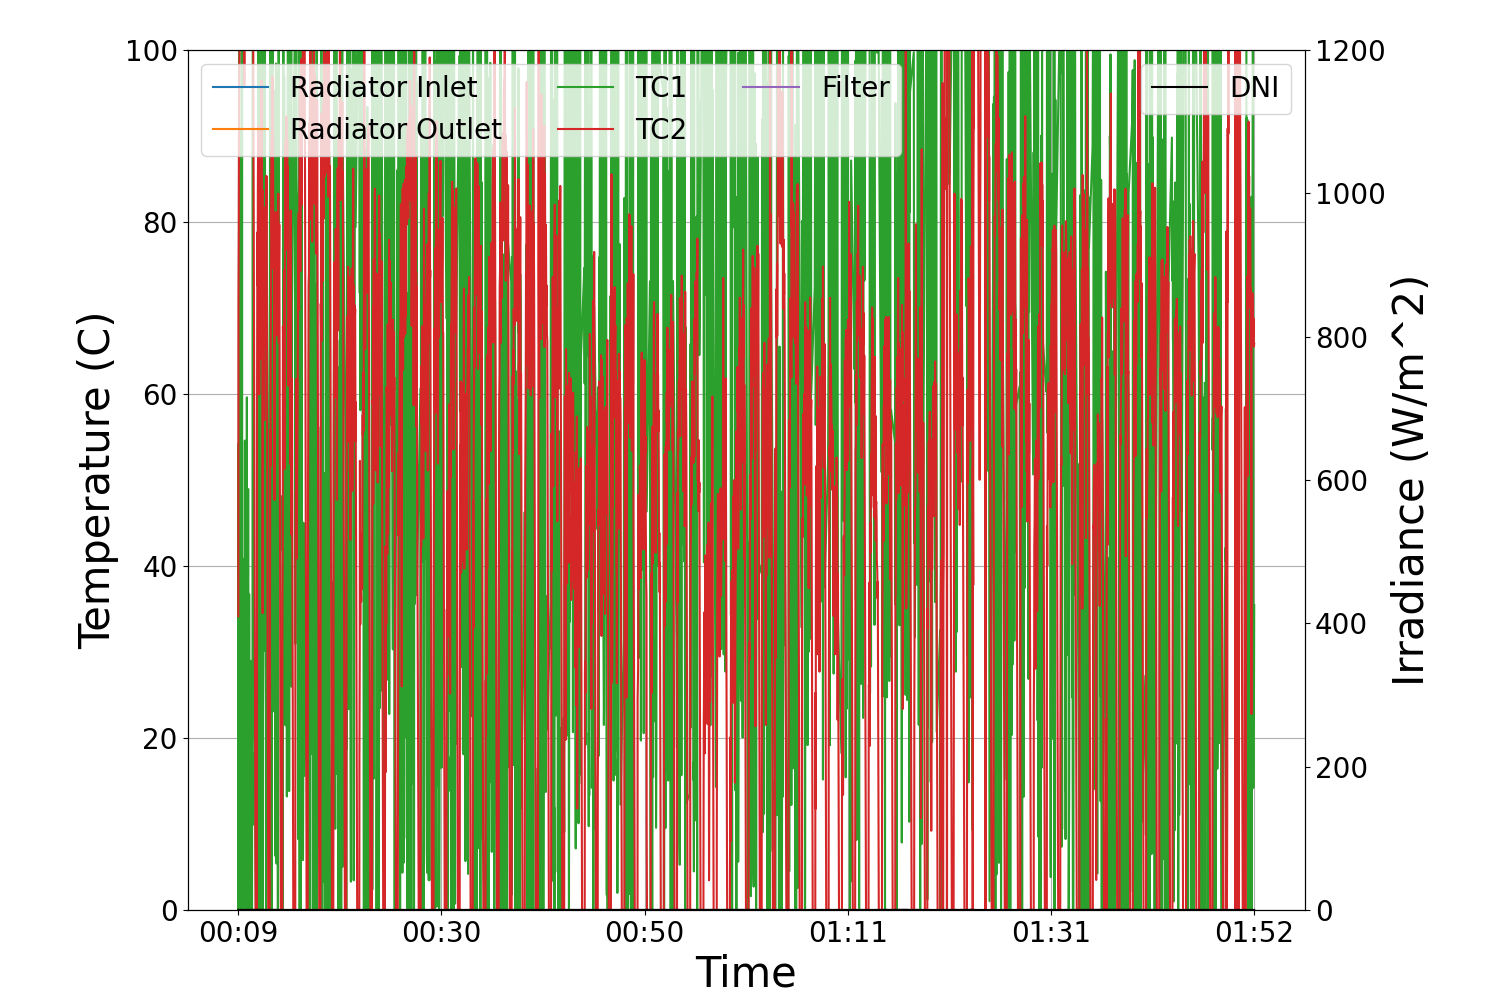 Radiator Inlet
Radiator Outlet
TC1
TC2
Filter
DNI
Temperature (C)
100
80
60
40
20
0
1200
1000
800
600
400
200
0
Irradiance (W/m^2)
00:09 00:30 00:50 01:11 01:31 01:52
Time